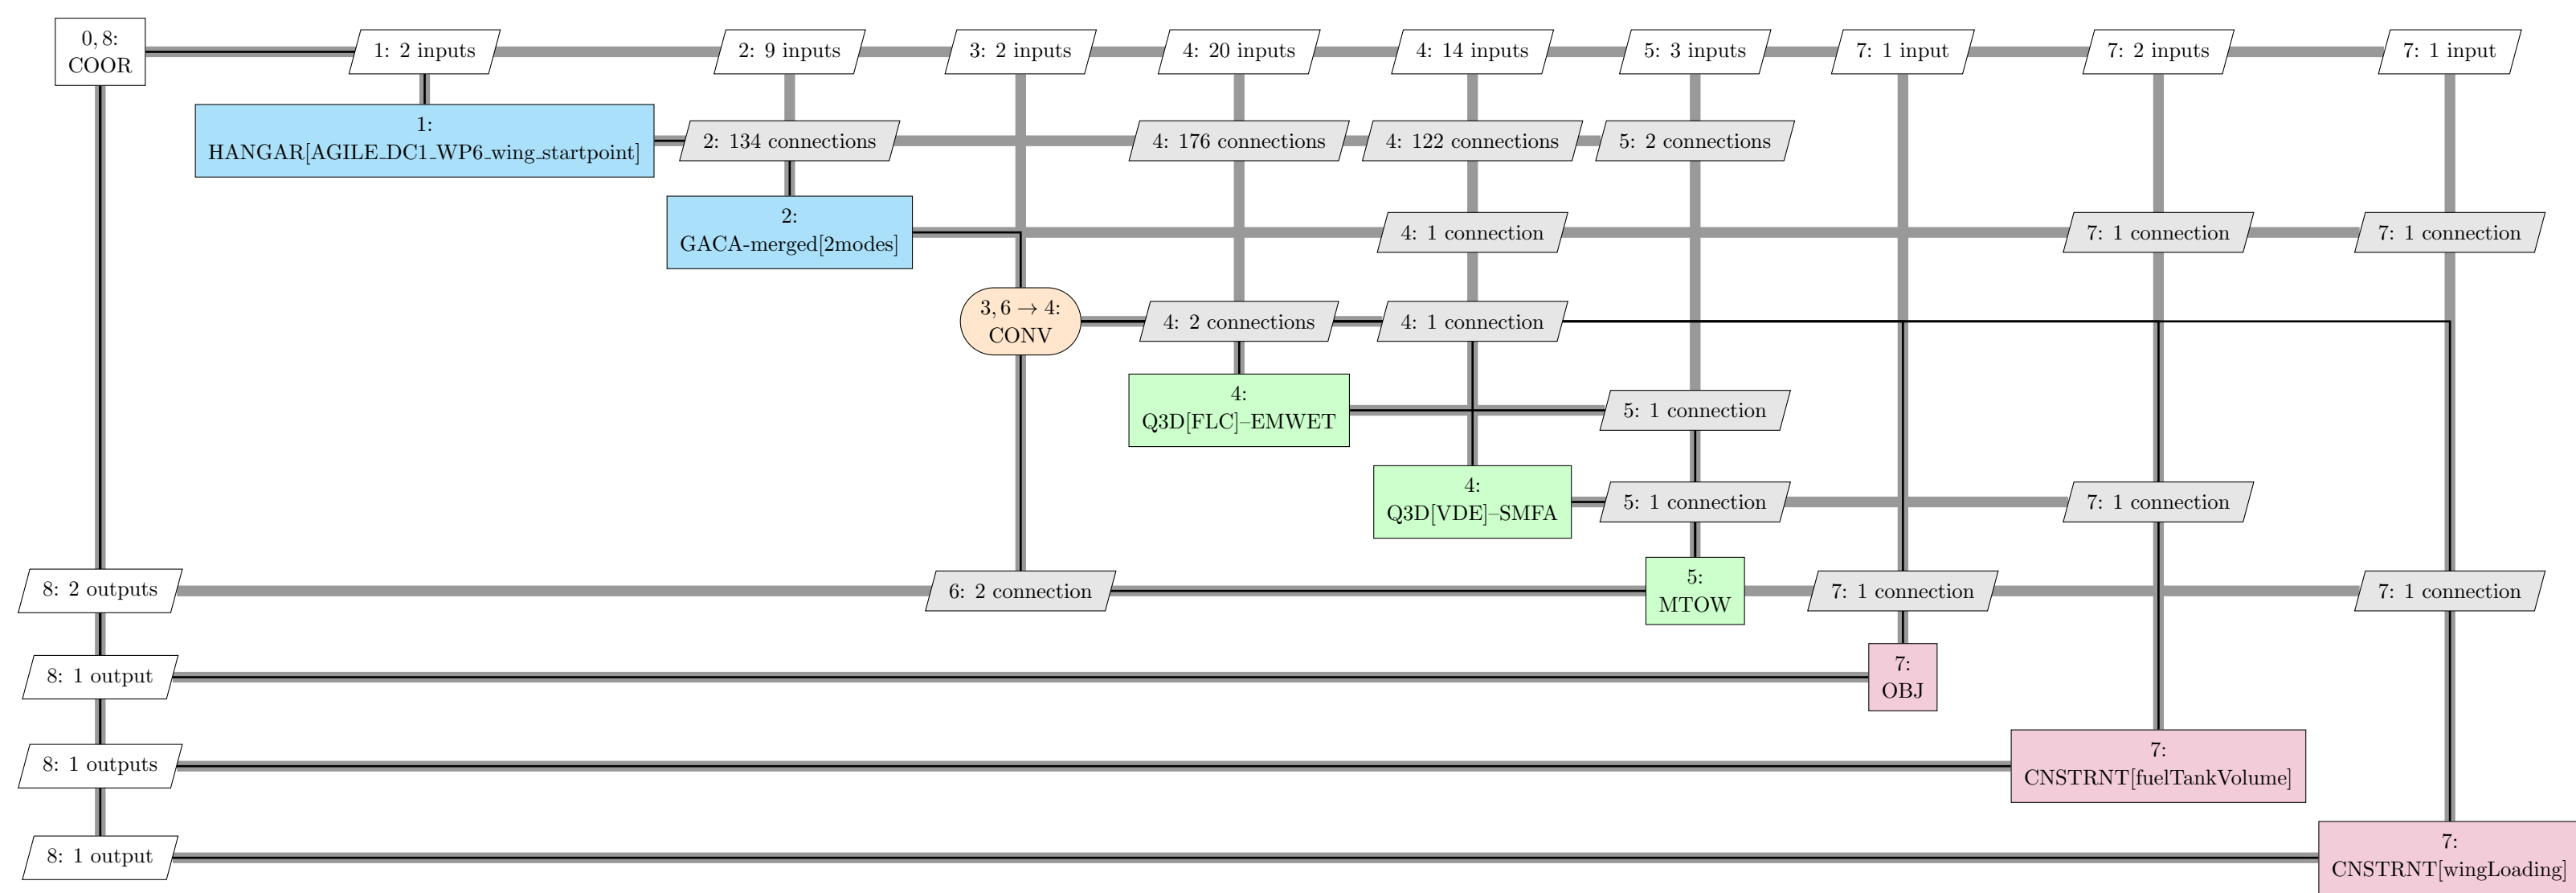 0, 8:
COOR
1: 2 inputs
2: 9 inputs
3: 2 inputs
4: 20 inputs
4: 14 inputs
5: 3 inputs
7: 1 input
7: 2 inputs
7: 1 input
1:
HANGAR[AGILE_DC1_WP6_wing_startpoint]
2: 134 connections
4: 176 connections
4: 122 connections
5: 2 connections
2:
GACA-merged[2modes]
4: 1 connection
7: 1 connection
7: 1 connection
3, 6 → 4:
CONV
4: 2 connections
4: 1 connection
4:
Q3D[FLC]–EMWET
5: 1 connection
4:
Q3D[VDE]–SMFA
5: 1 connection
7: 1 connection
8: 2 outputs
6: 2 connection
5:
MTOW
7: 1 connection
7: 1 connection
8: 1 output
7:
OBJ
8: 1 outputs
7:
CNSTRNT[fuelTankVolume]
8: 1 output
7:
CNSTRNT[wingLoading]